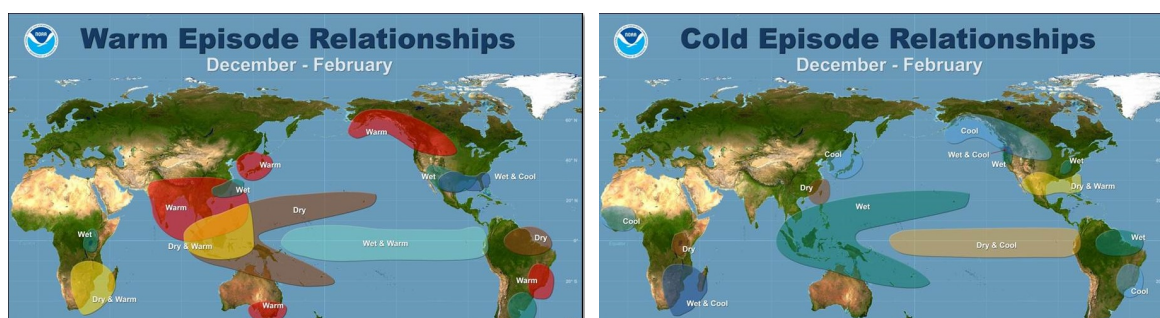 NOAA
Warm Episode Relationships
December - February
Warm
Warm
Wet
Wet & Cool
Wet
Warm
Dry
Wet
Dry & Warm
Wet & Warm
Dry
Dry & Warm
Warm
Warm
NOAA
Cold Episode Relationships
December - February
Cool
Wet & Cool
Cool
Wet
Wet
Dry
Dry & Warm
Wet
Cool
Dry
Dry & Cool
Wet
Wet & Cool
Cool